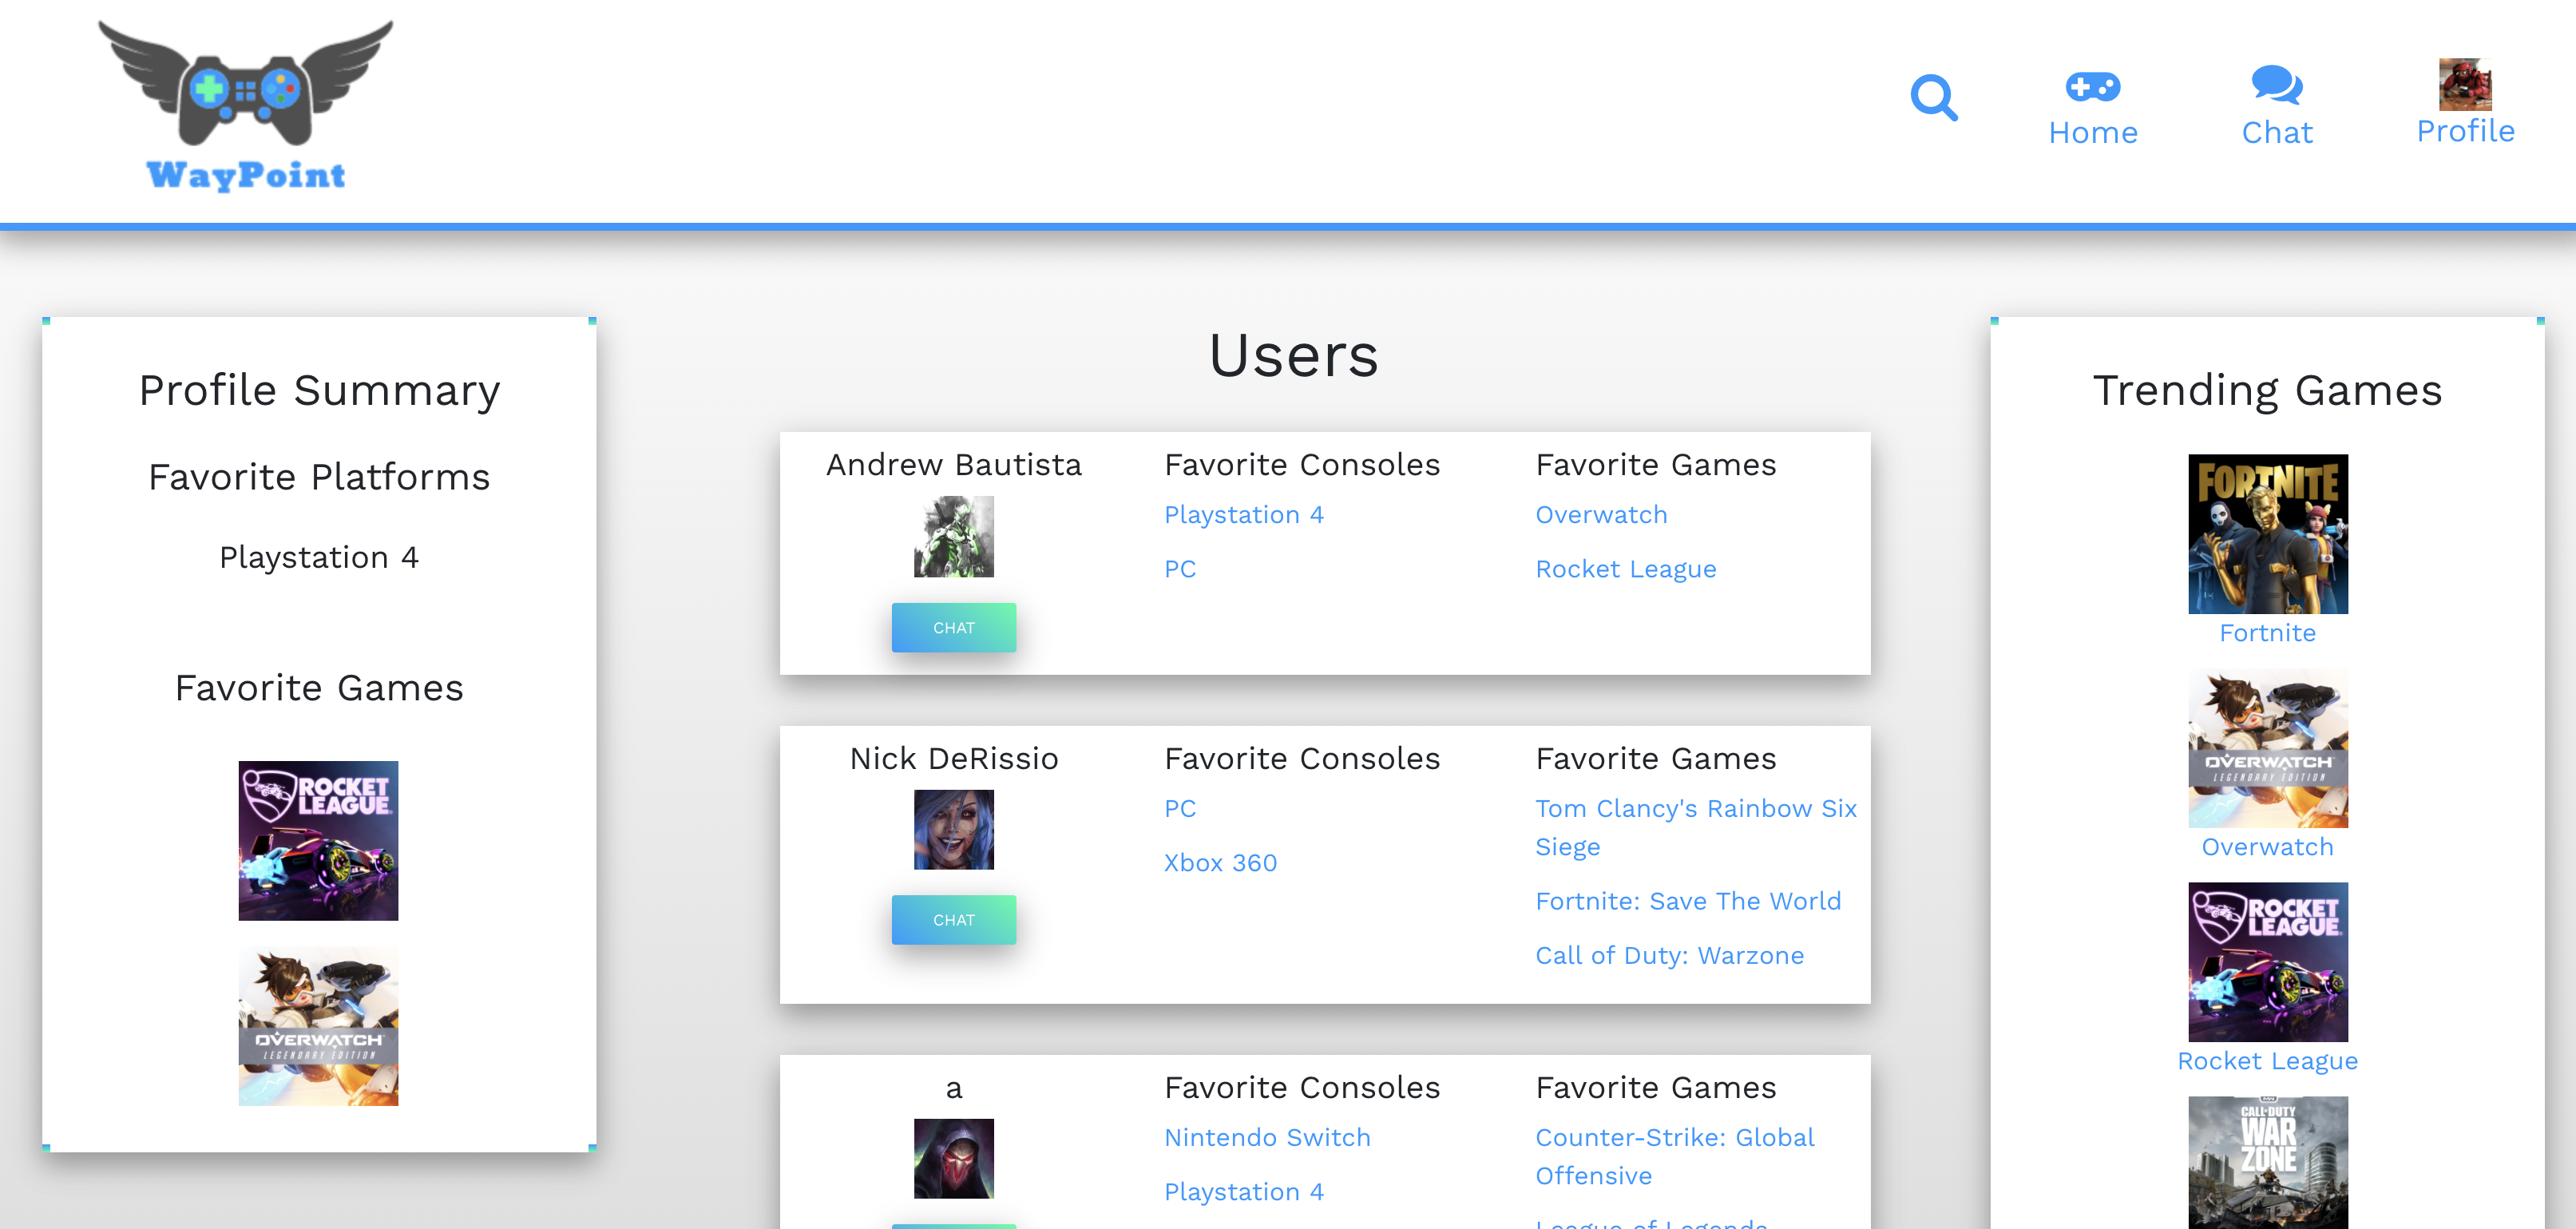 WayPoint
Home
Chat
Profile
Profile Summary
Favorite Platforms
Playstation 4
Favorite Games
ROCKET
LEAGUE
OVERWATCH
LEGENDARY EDITION
Users
Andrew Bautista
CHAT
Favorite Consoles
Playstation 4
PC
Favorite Games
Overwatch
Rocket League
Nick DeRissio
CHAT
Favorite Consoles
PC
Xbox 360
Favorite Games
Tom Clancy's Rainbow Six
Siege
Fortnite: Save The World
Call of Duty: Warzone
a
Favorite Consoles
Nintendo Switch
Playstation 4
Favorite Games
Counter-Strike: Global
Offensive
League of Legends
Trending Games
FORTNITE
Fortnite
OVERWATCH
LEGENDARY EDITION
Overwatch
ROCKET
LEAGUE
Rocket League
CALL OF DUTY
WAR
ZONE